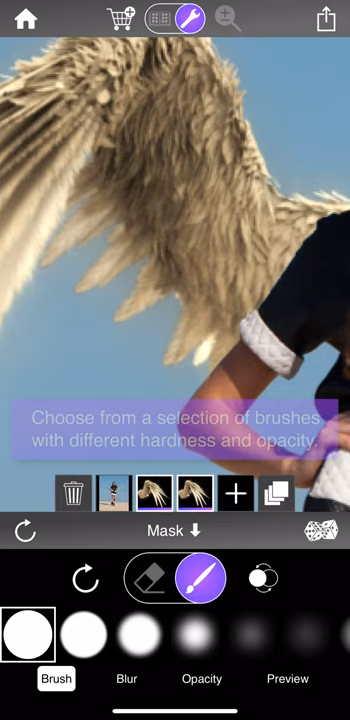 Choose from a selection of brushes
with different hardness and opacity.
Mask
Brush
Blur
Opacity
Preview